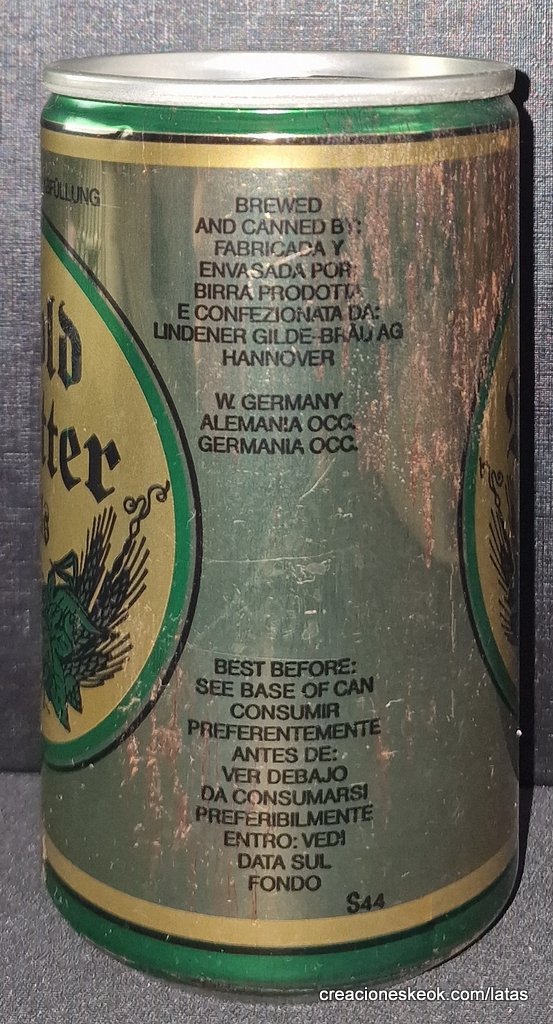 BREWED
AND CANNED BY:
FABRICADA Y
ENVASADA POR:
BIRRA PRODOTTA
E CONFEZIONATA DA:
LINDENER GILDE-BRÄU AG
HANNOVER
W. GERMANY
ALEMANIA OCC.
GERMANIA OCC.
BEST BEFORE:
SEE BASE OF CAN
CONSUMIR
PREFERENTEMENTE
ANTES DE:
VER DEBAJO
DA CONSUMARSI
PREFERIBILMENTE
ENTRO: VEDI
DATA SUL
FONDO
S44
creacioneskeok.com/latas